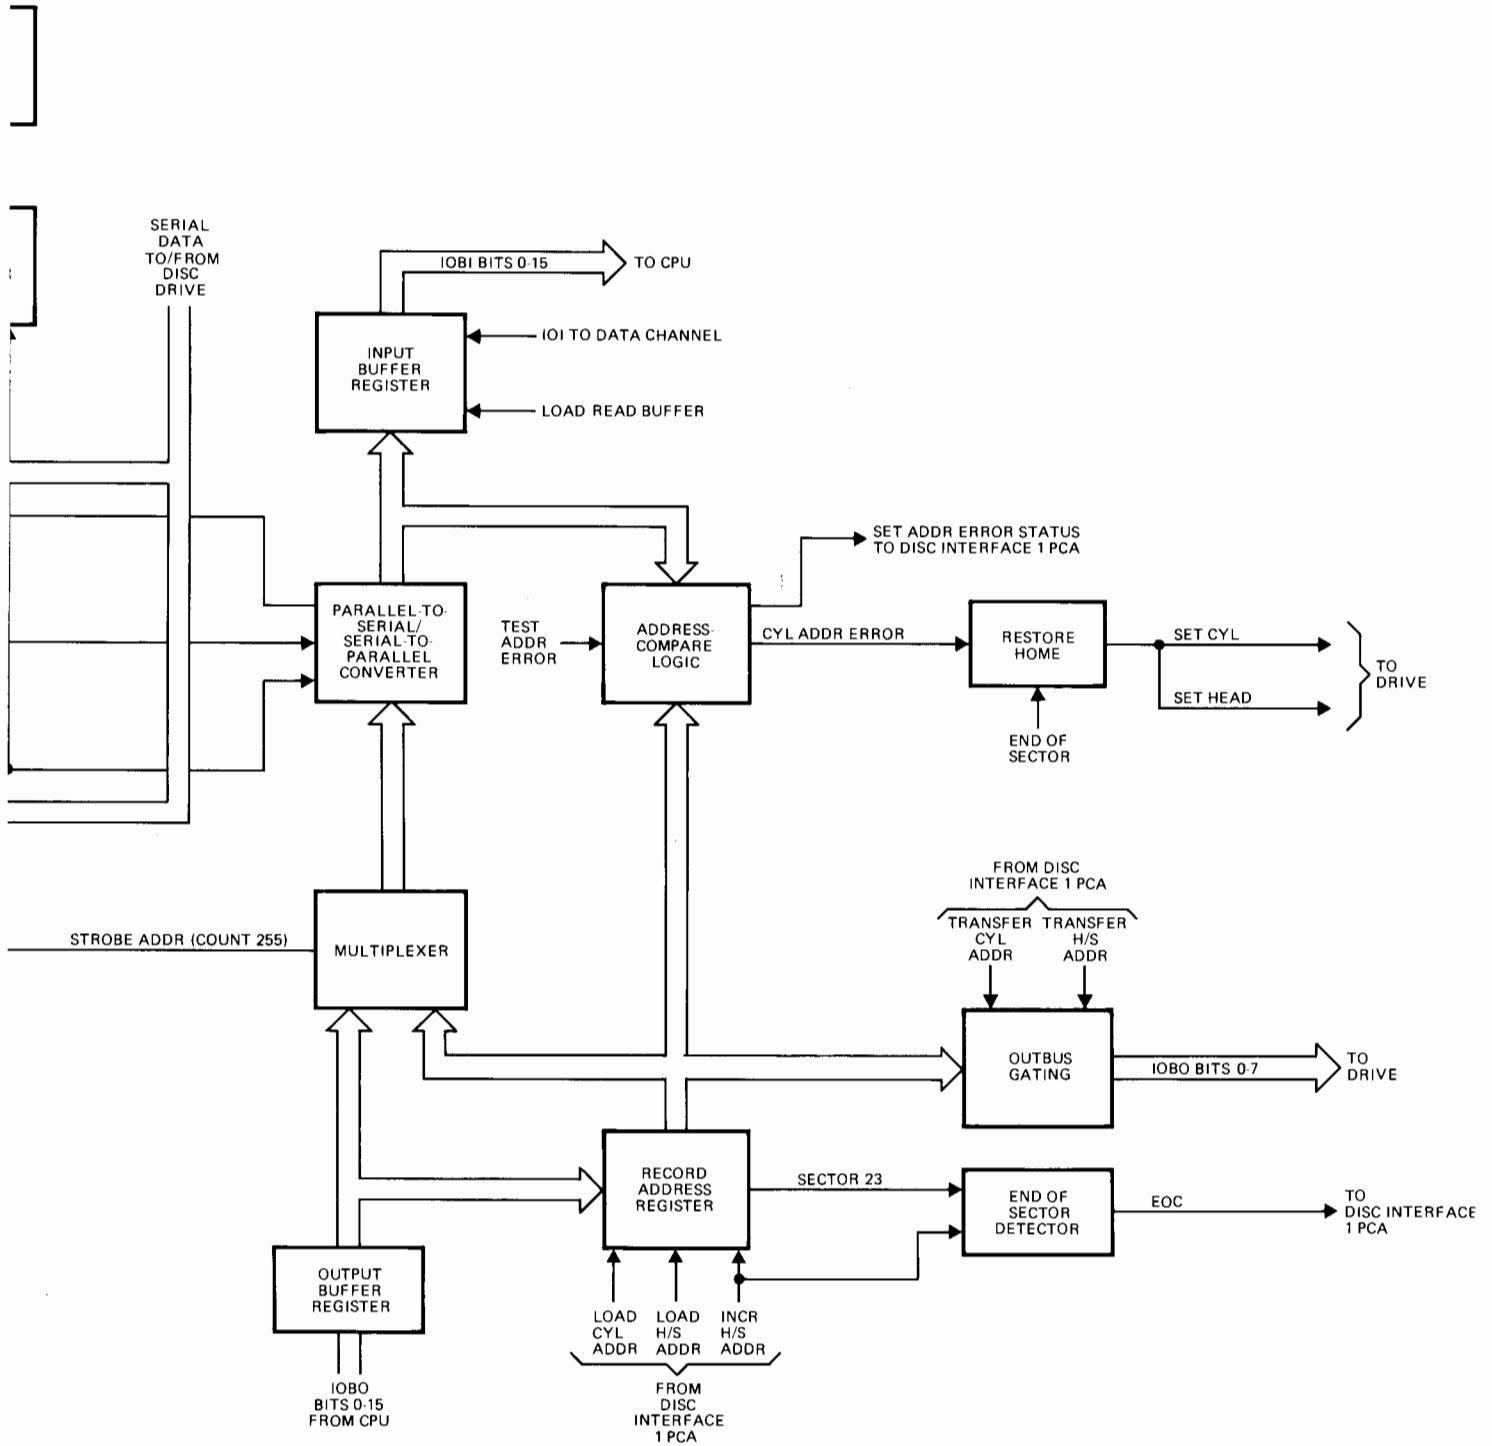 SERIAL
DATA
TO/FROM
DISC
DRIVE
IOBI BITS 0-15
TO CPU
INPUT
BUFFER
REGISTER
IOI TO DATA CHANNEL
LOAD READ BUFFER
SET ADDR ERROR STATUS
TO DISC INTERFACE 1 PCA
PARALLEL-TO-
SERIAL/
SERIAL-TO-
PARALLEL
CONVERTER
TEST
ADDR
ERROR
ADDRESS-
COMPARE
LOGIC
CYL ADDR ERROR
RESTORE
HOME
SET CYL
SET HEAD
TO
DRIVE
END OF
SECTOR
FROM DISC
INTERFACE 1 PCA
TRANSFER
CYL
ADDR
TRANSFER
H/S
ADDR
STROBE ADDR (COUNT 255)
MULTIPLEXER
OUTBUS
GATING
IOBO BITS 0-7
TO
DRIVE
RECORD
ADDRESS
REGISTER
SECTOR 23
END OF
SECTOR
DETECTOR
EOC
TO
DISC INTERFACE
1 PCA
OUTPUT
BUFFER
REGISTER
LOAD
CYL
ADDR
LOAD
H/S
ADDR
INCR
H/S
ADDR
IOBO
BITS 0-15
FROM CPU
FROM
DISC
INTERFACE
1 PCA